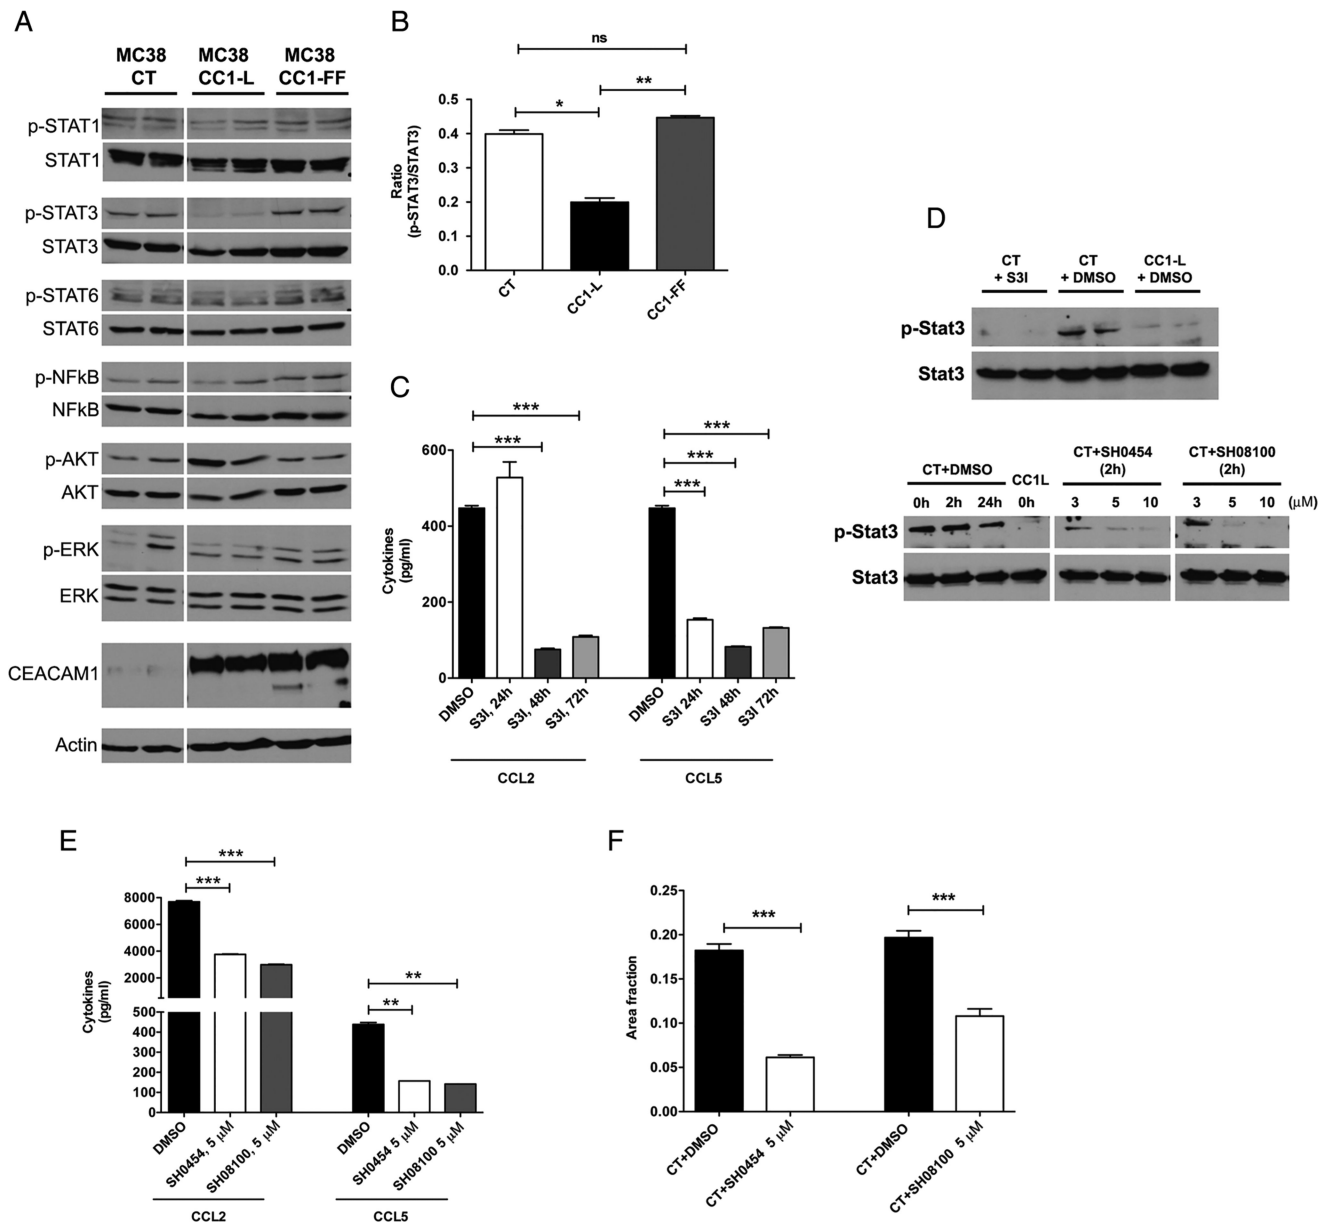 A
MC38 CT
MC38 CC1-L
MC38 CC1-FF
p-STAT1
STAT1
p-STAT3
STAT3
p-STAT6
STAT6
p-NFkB
NFkB
p-AKT
AKT
p-ERK
ERK
CEACAM1
Actin
B
ns
*
**
Ratio
(p-STAT3/STAT3)
0.5
0.4
0.3
0.2
0.1
0.0
CT
CC1-L
CC1-FF
C
***
***
***
***
***
Cytokines
(pg/ml)
600
400
200
0
DMSO
S3I, 24h
S3I, 48h
S3I, 72h
DMSO
S3I 24h
S3I 48h
S3I 72h
CCL2
CCL5
D
CT + S3I
CT + DMSO
CC1-L + DMSO
p-Stat3
Stat3
CT+DMSO
CC1L
CT+SH0454 (2h)
CT+SH08100 (2h)
0h 2h 24h 0h 3 5 10 3 5 10 (µM)
p-Stat3
Stat3
E
***
***
**
**
Cytokines
(pg/ml)
8000
6000
4000
2000
500
400
300
200
100
0
DMSO
SH0454, 5 µM
SH08100, 5 µM
DMSO
SH0454 5 µM
SH08100 5 µM
CCL2
CCL5
F
***
***
Area fraction
0.25
0.20
0.15
0.10
0.05
0.00
CT+DMSO
CT+SH0454 5 µM
CT+DMSO
CT+SH08100 5 µM